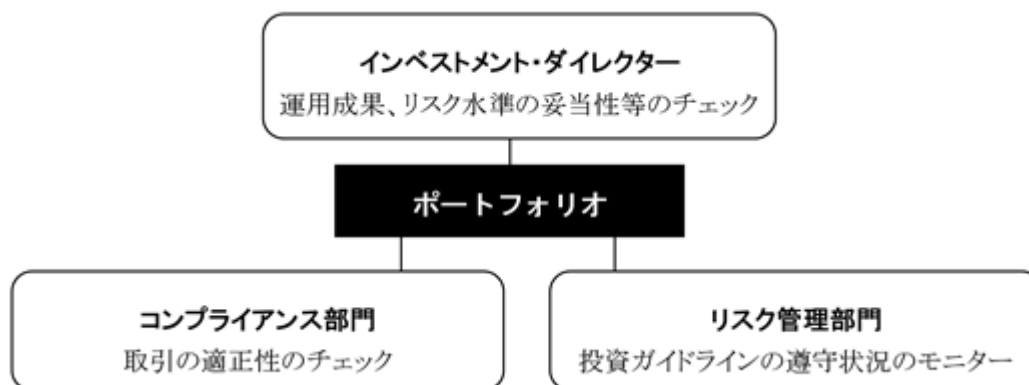 インベストメント・ダイレクター
運用成果、リスク水準の妥当性等のチェック
ポートフォリオ
コンプライアンス部門
取引の適正性のチェック
リスク管理部門
投資ガイドラインの遵守状況のモニター